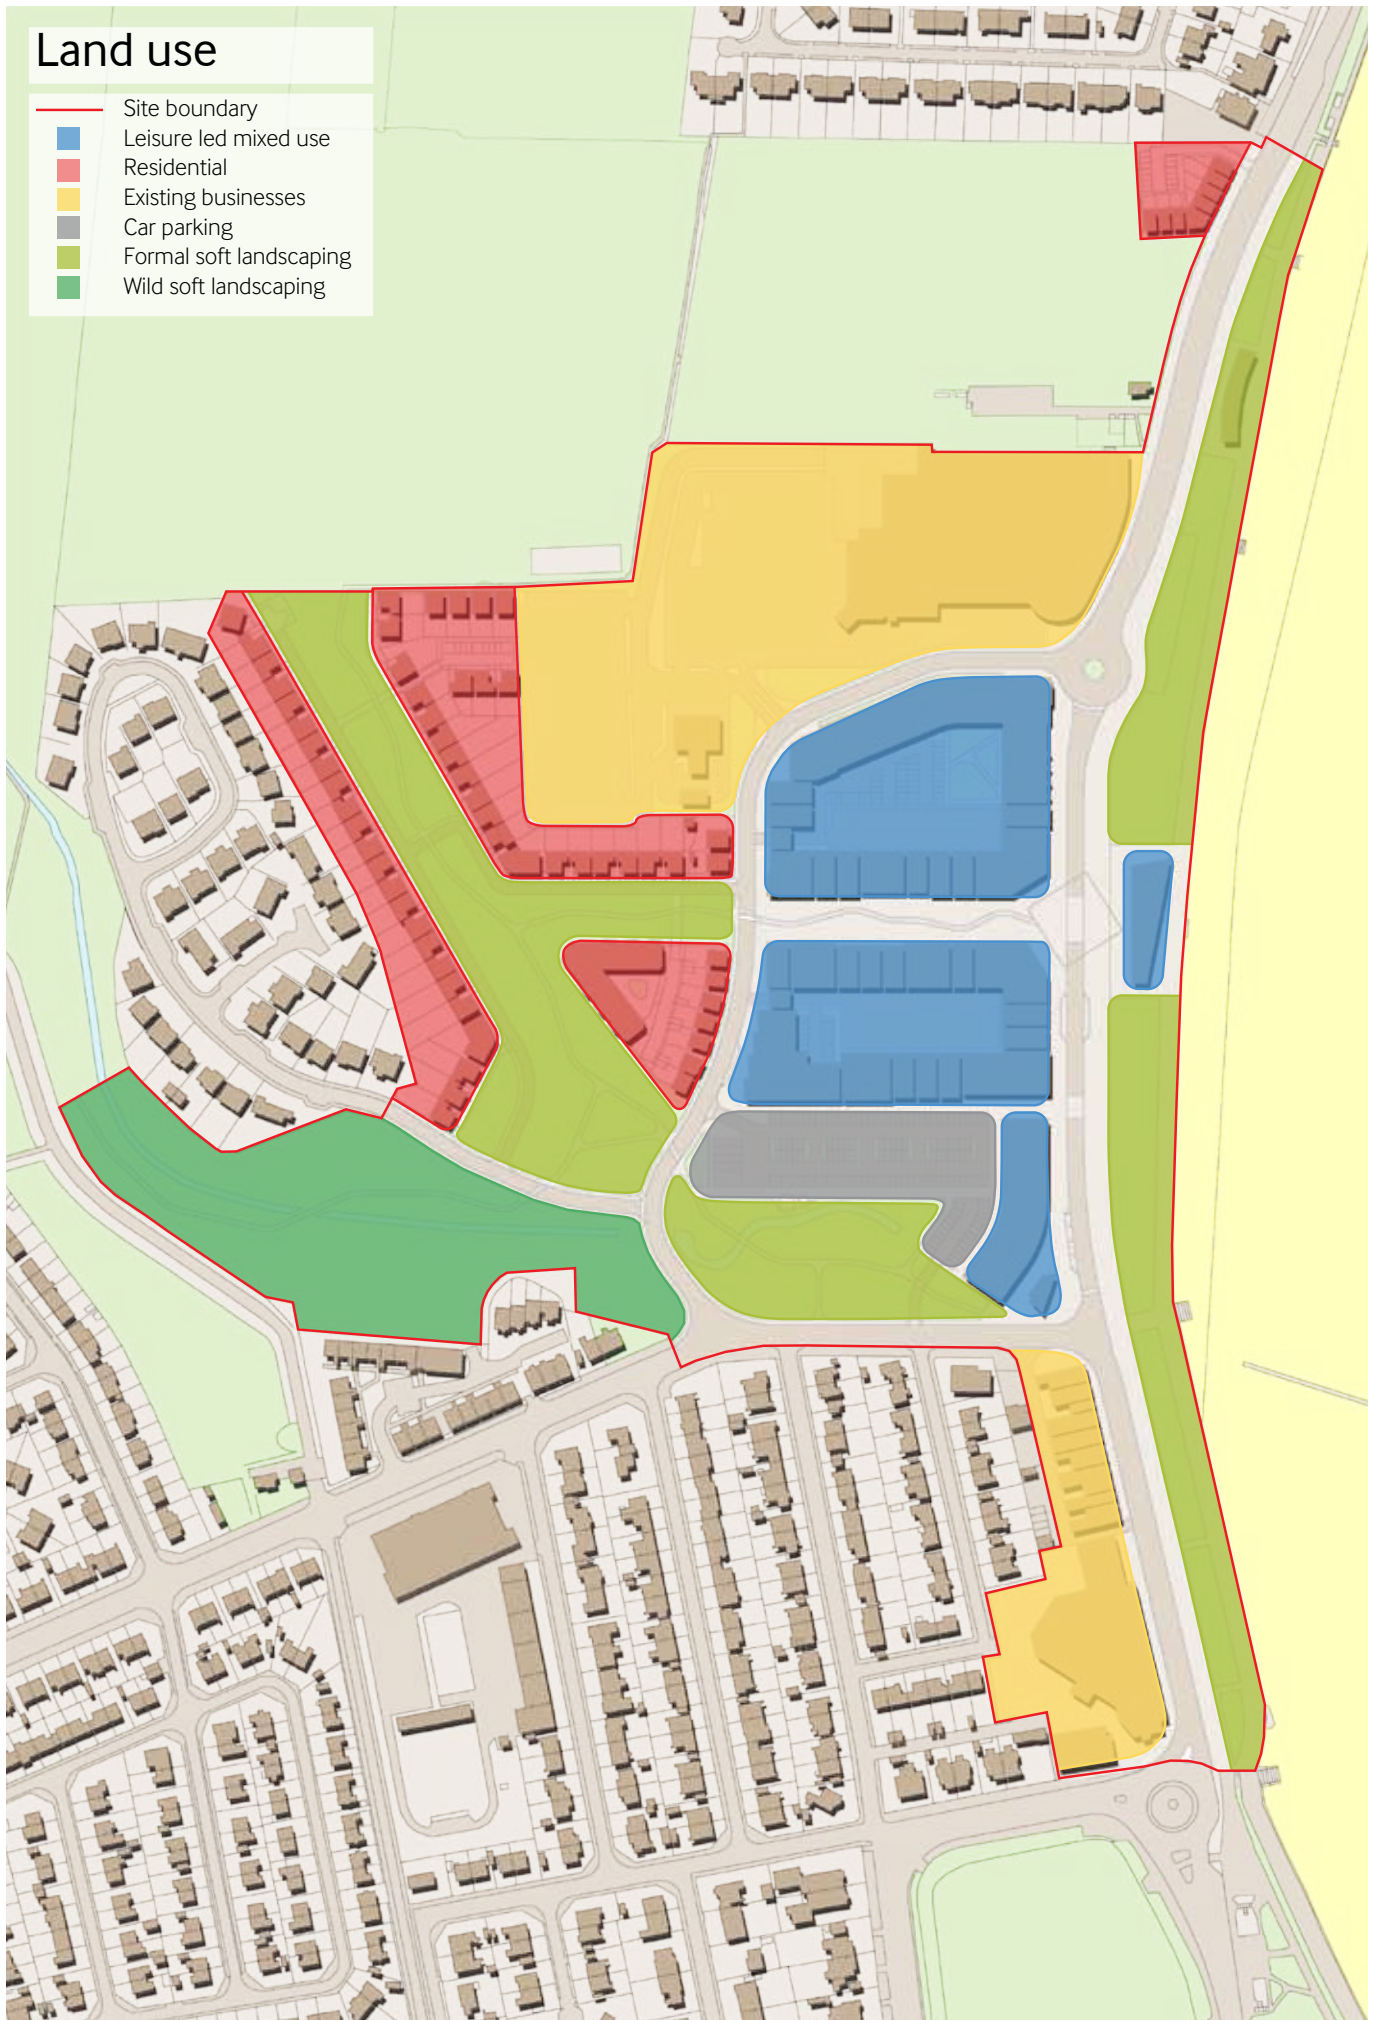 Land use
Site boundary
Leisure led mixed use
Residential
Existing businesses
Car parking
Formal soft landscaping
Wild soft landscaping